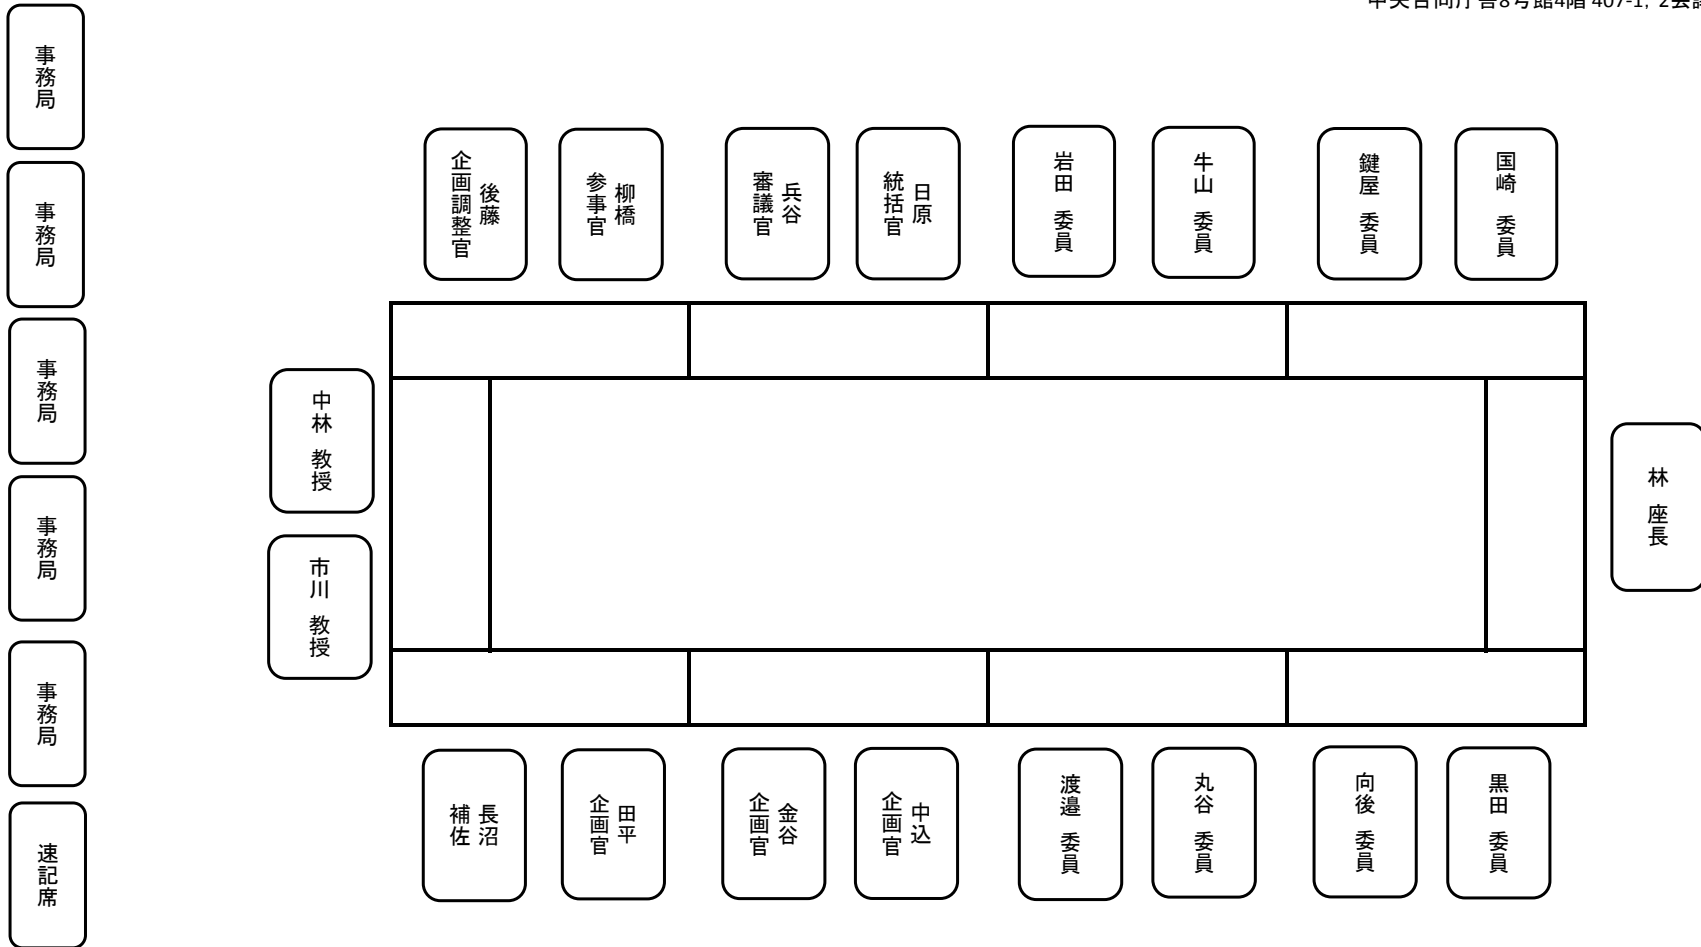 中央合同庁舎8号館4階 407-1, 2会議
事務局
事務局
事務局
事務局
事務局
速記席
後藤
企画調整官
柳橋
参事官
兵谷
審議官
日原
統括官
岩田 委員
牛山 委員
鍵屋 委員
国崎 委員
中林 教授
市川 教授
林 座長
長沼
補佐
田平
企画官
金谷
企画官
中込
企画官
渡邉 委員
丸谷 委員
向後 委員
黒田 委員